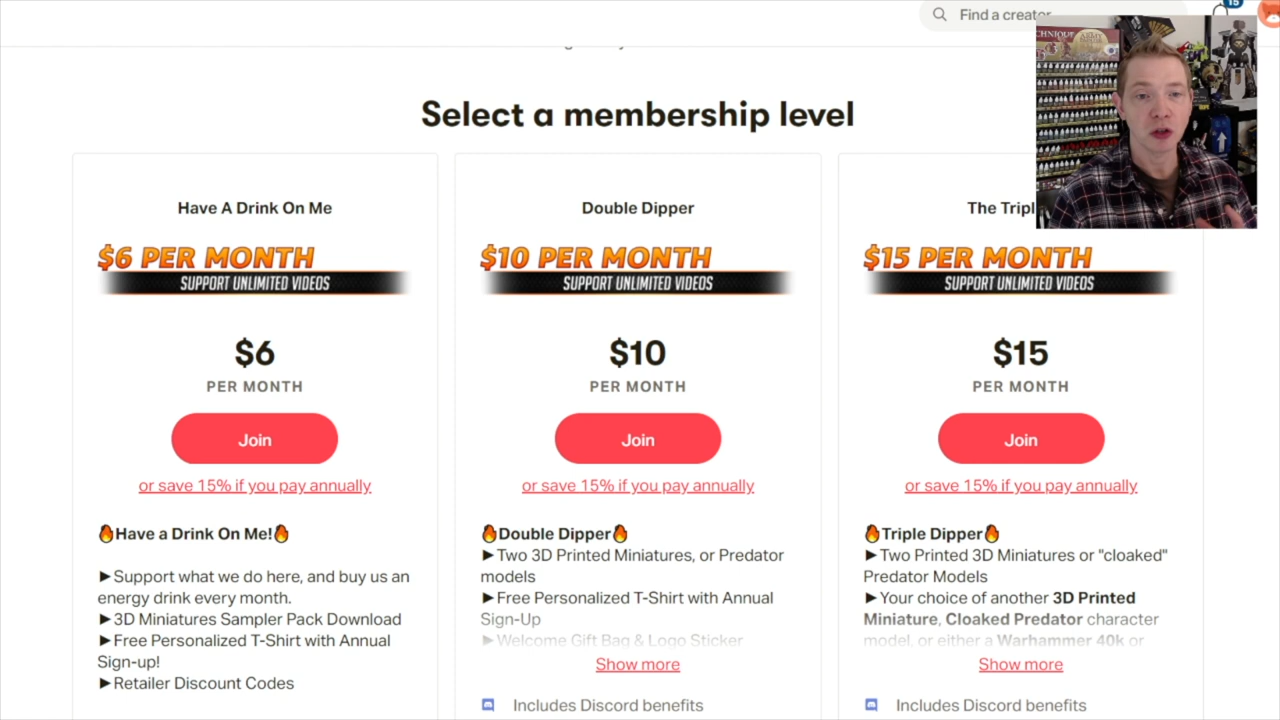 Find a creator
15
Select a membership level
Have A Drink On Me
$6 PER MONTH
SUPPORT UNLIMITED VIDEOS
$6
PER MONTH
Join
or save 15% if you pay annually
🔥Have a Drink On Me!🔥
►Support what we do here, and buy us an
energy drink every month.
►3D Miniatures Sampler Pack Download
►Free Personalized T-Shirt with Annual
Sign-up!
►Retailer Discount Codes
Double Dipper
$10 PER MONTH
SUPPORT UNLIMITED VIDEOS
$10
PER MONTH
Join
or save 15% if you pay annually
🔥Double Dipper🔥
►Two 3D Printed Miniatures, or Predator
models
►Free Personalized T-Shirt with Annual
Sign-Up
►Welcome Gift Bag & Logo Sticker
Show more
Includes Discord benefits
The
$15 PER MONTH
SUPPORT UNLIMITED VIDEOS
$15
PER MONTH
Join
or save 15% if you pay annually
🔥Triple Dipper🔥
►Two Printed 3D Miniatures or "cloaked"
Predator Models
►Your choice of another 3D Printed
Miniature, Cloaked Predator character
model, or either a Warhammer 40k or
Show more
Includes Discord benefits